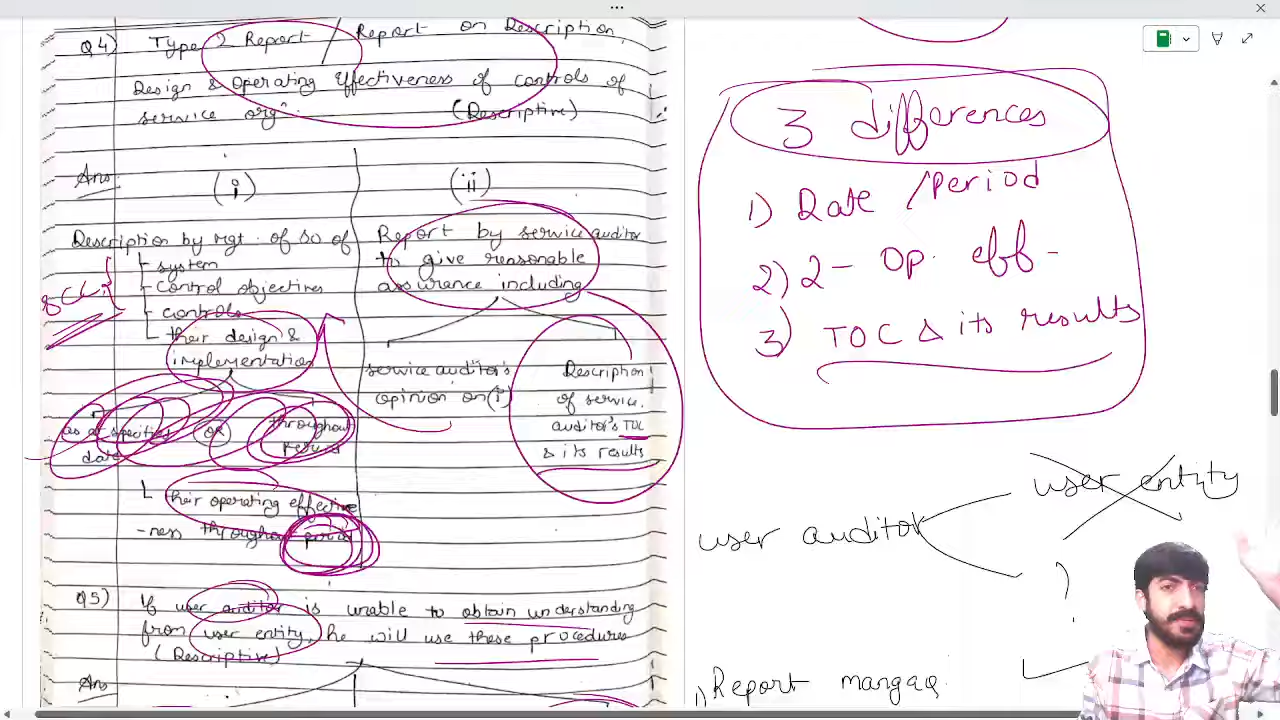 Q4) Type 2 Report / Report on Description,
Design & Operating Effectiveness of controls of
service orgn. (Descriptive)
Ans (i)
Description by mgt. of SO of
system
Control objectives
controls
their design &
implementation
as at specified date
OR
throughout period
their operating effective
-ness throughout period
(ii)
Report by service auditor
to give reasonable
assurance including
service auditor's
opinion on (i)
Description
of service
auditor's TOC
& its results
Q5) If user auditor is unable to obtain understanding
from user entity, he will use these procedures
(Descriptive)
Ans
3 differences
1) Date / Period
2) 2 - Op. eff -
3) TOC & its results
user auditor
user entity
?
1) Report mangaa